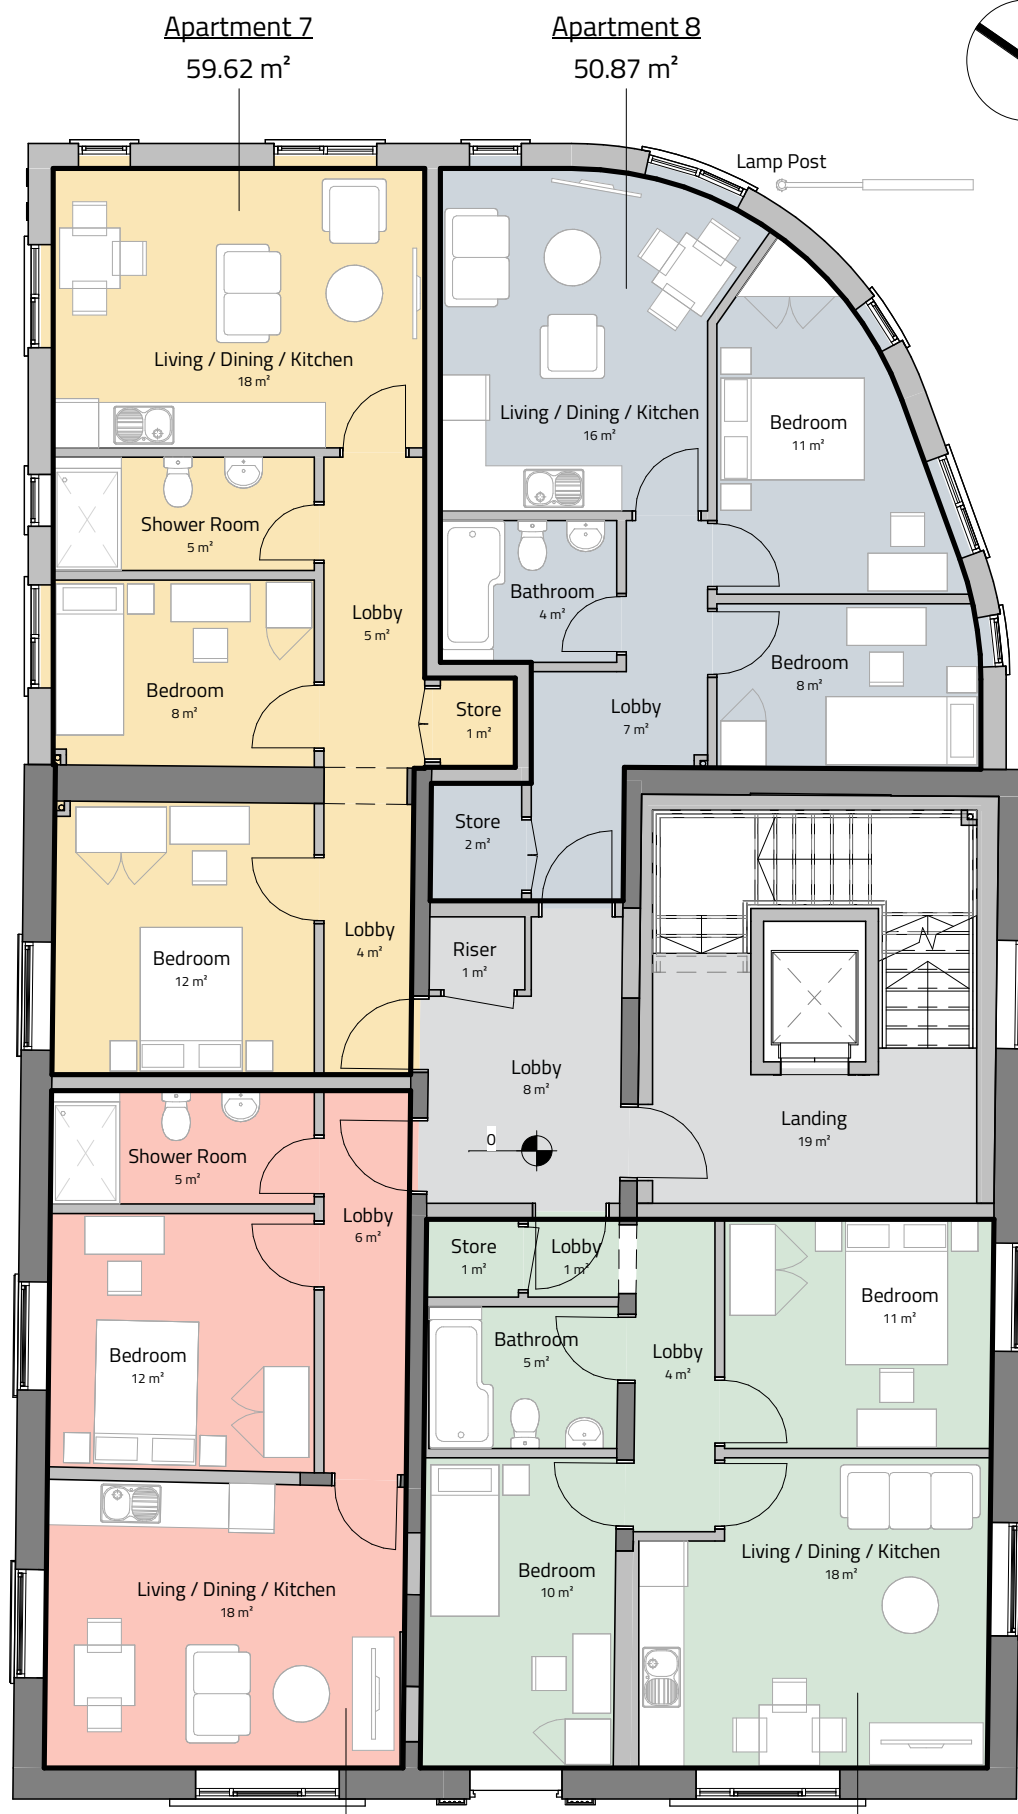 Apartment 7
59.62 m²
Apartment 8
50.87 m²
Lamp Post
Living / Dining / Kitchen
18 m²
Living / Dining / Kitchen
16 m²
Bedroom
11 m²
Shower Room
5 m²
Bathroom
4 m²
Lobby
5 m²
Bedroom
8 m²
Bedroom
8 m²
Store
1 m²
Lobby
7 m²
Store
2 m²
Lobby
4 m²
Bedroom
12 m²
Riser
1 m²
Lobby
8 m²
Landing
19 m²
0
Shower Room
5 m²
Lobby
6 m²
Store
1 m²
Lobby
1 m²
Bedroom
11 m²
Bathroom
5 m²
Lobby
4 m²
Bedroom
12 m²
Living / Dining / Kitchen
18 m²
Bedroom
10 m²
Living / Dining / Kitchen
18 m²